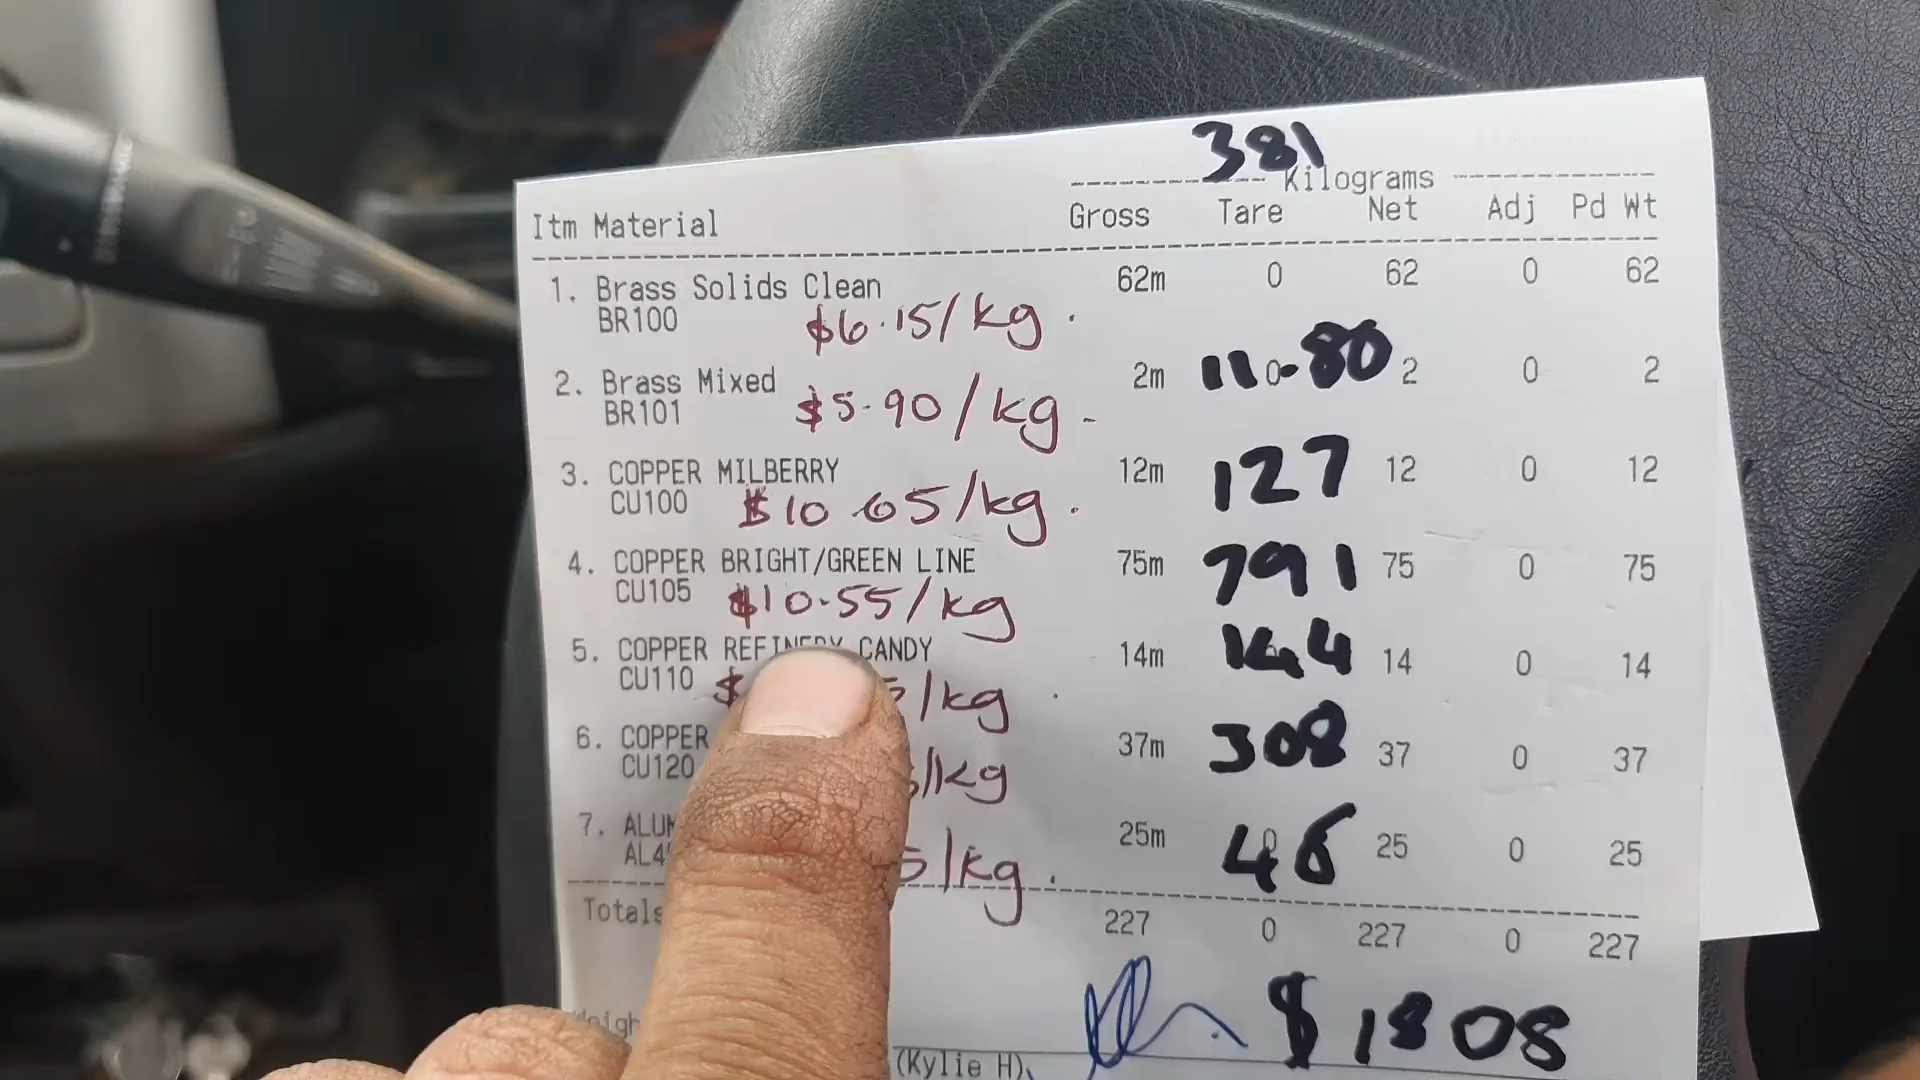 381
Kilograms
Itm Material Gross Tare Net Adj Pd Wt
1. Brass Solids Clean 62m 0 62 0 62
BR100 $6.15/kg.
2. Brass Mixed 2m 11-80 2 0 2
BR101 $5.90/kg-
3. COPPER MILBERRY 12m 127 12 0 12
CU100 $10.65/kg.
4. COPPER BRIGHT/GREEN LINE 75m 791 75 0 75
CU105 $10.55/kg
5. COPPER REFINERY CANDY 14m 144 14 0 14
CU110 $ 5/kg
6. COPPER 37m 308 37 0 37
CU120 /kg
7. 25m 46 25 0 25
5/kg.
Totals 227 0 227 0 227
$1808
(Kylie H)